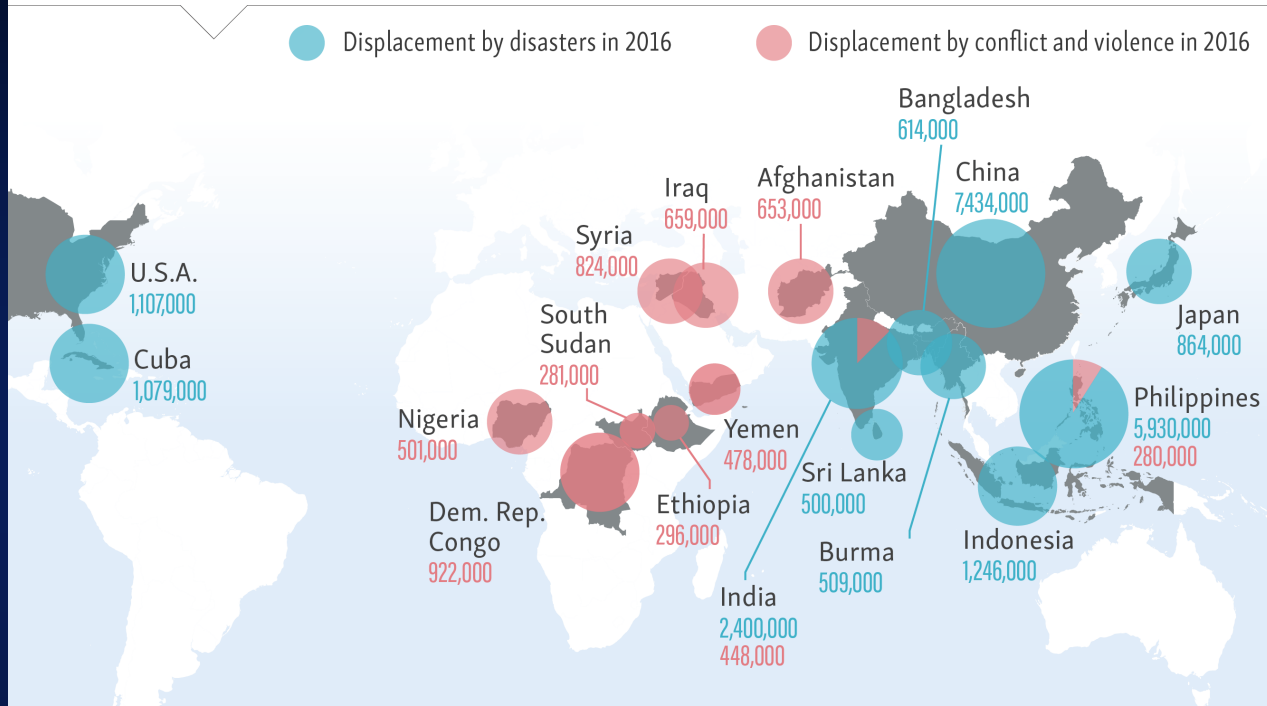 Displacement by disasters in 2016
Displacement by conflict and violence in 2016
Bangladesh
614,000
China
7,434,000
Afghanistan
653,000
Iraq
659,000
Syria
824,000
U.S.A.
1,107,000
Japan
864,000
South
Sudan
281,000
Cuba
1,079,000
Philippines
5,930,000
280,000
Nigeria
501,000
Yemen
478,000
Sri Lanka
500,000
Ethiopia
296,000
Dem. Rep.
Congo
922,000
Burma
509,000
Indonesia
1,246,000
India
2,400,000
448,000